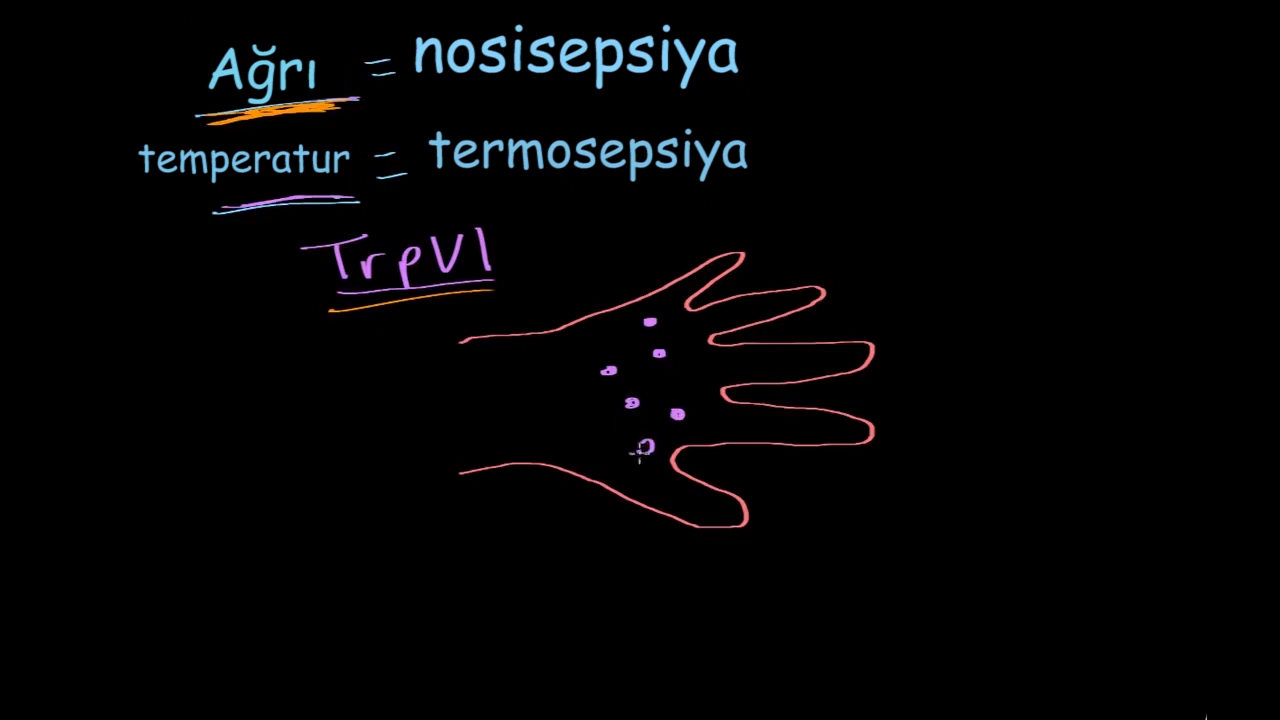 Ağrı = nosisepsiya
temperatur = termosepsiya
TrpV1